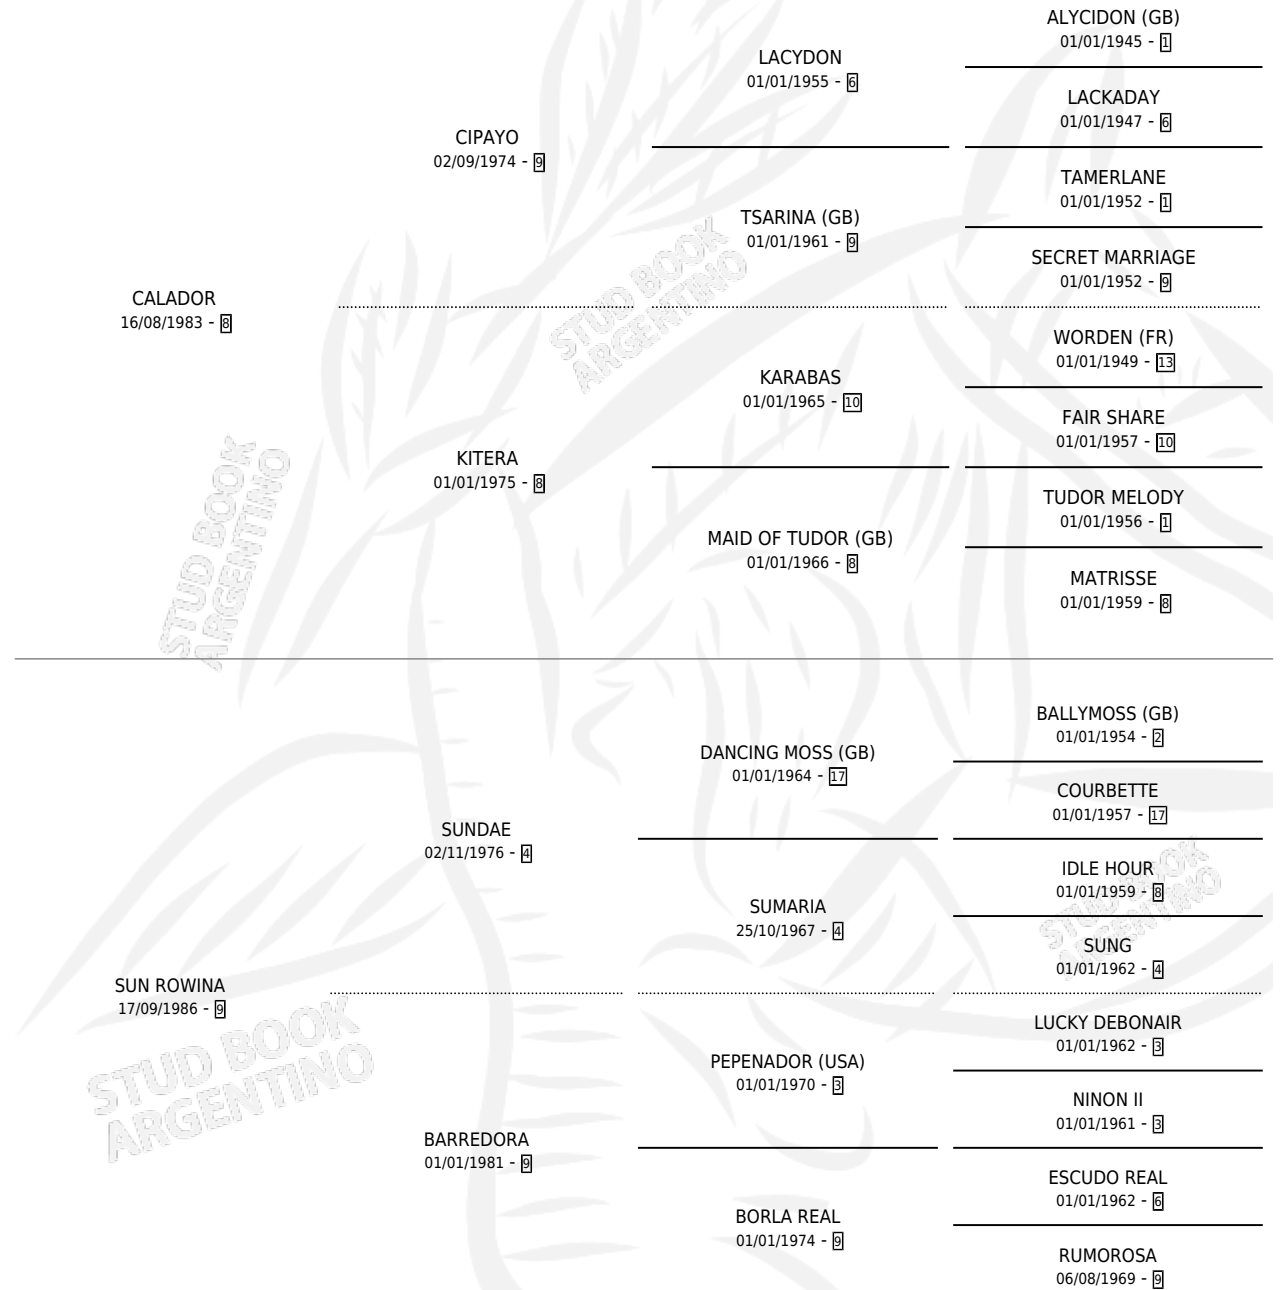 ALYCIDON (GB)
01/01/1945 - 1
LACYDON
01/01/1955 - 6
LACKADAY
01/01/1947 - 6
CIPAYO
02/09/1974 - 9
TAMERLANE
01/01/1952 - 1
TSARINA (GB)
01/01/1961 - 9
SECRET MARRIAGE
01/01/1952 - 9
CALADOR
16/08/1983 - 8
STUD BOOK
ARGENTINO
WORDEN (FR)
01/01/1949 - 13
KARABAS
01/01/1965 - 10
FAIR SHARE
01/01/1957 - 10
KITERA
01/01/1975 - 8
TUDOR MELODY
01/01/1956 - 1
MAID OF TUDOR (GB)
01/01/1966 - 8
MATRISSE
01/01/1959 - 8
STUD BOOK
ARGENTINO
BALLYMOSS (GB)
01/01/1954 - 2
DANCING MOSS (GB)
01/01/1964 - 17
COURBETTE
01/01/1957 - 17
SUNDAE
02/11/1976 - 4
IDLE HOUR
01/01/1959 - 8
SUMARIA
25/10/1967 - 4
SUNG
01/01/1962 - 4
STUD BOOK
ARGENTINO
SUN ROWINA
17/09/1986 - 9
LUCKY DEBONAIR
01/01/1962 - 3
PEPENADOR (USA)
01/01/1970 - 3
NINON II
01/01/1961 - 3
STUD BOOK
ARGENTINO
BARREDORA
01/01/1981 - 9
ESCUDO REAL
01/01/1962 - 6
BORLA REAL
01/01/1974 - 9
RUMOROSA
06/08/1969 - 9